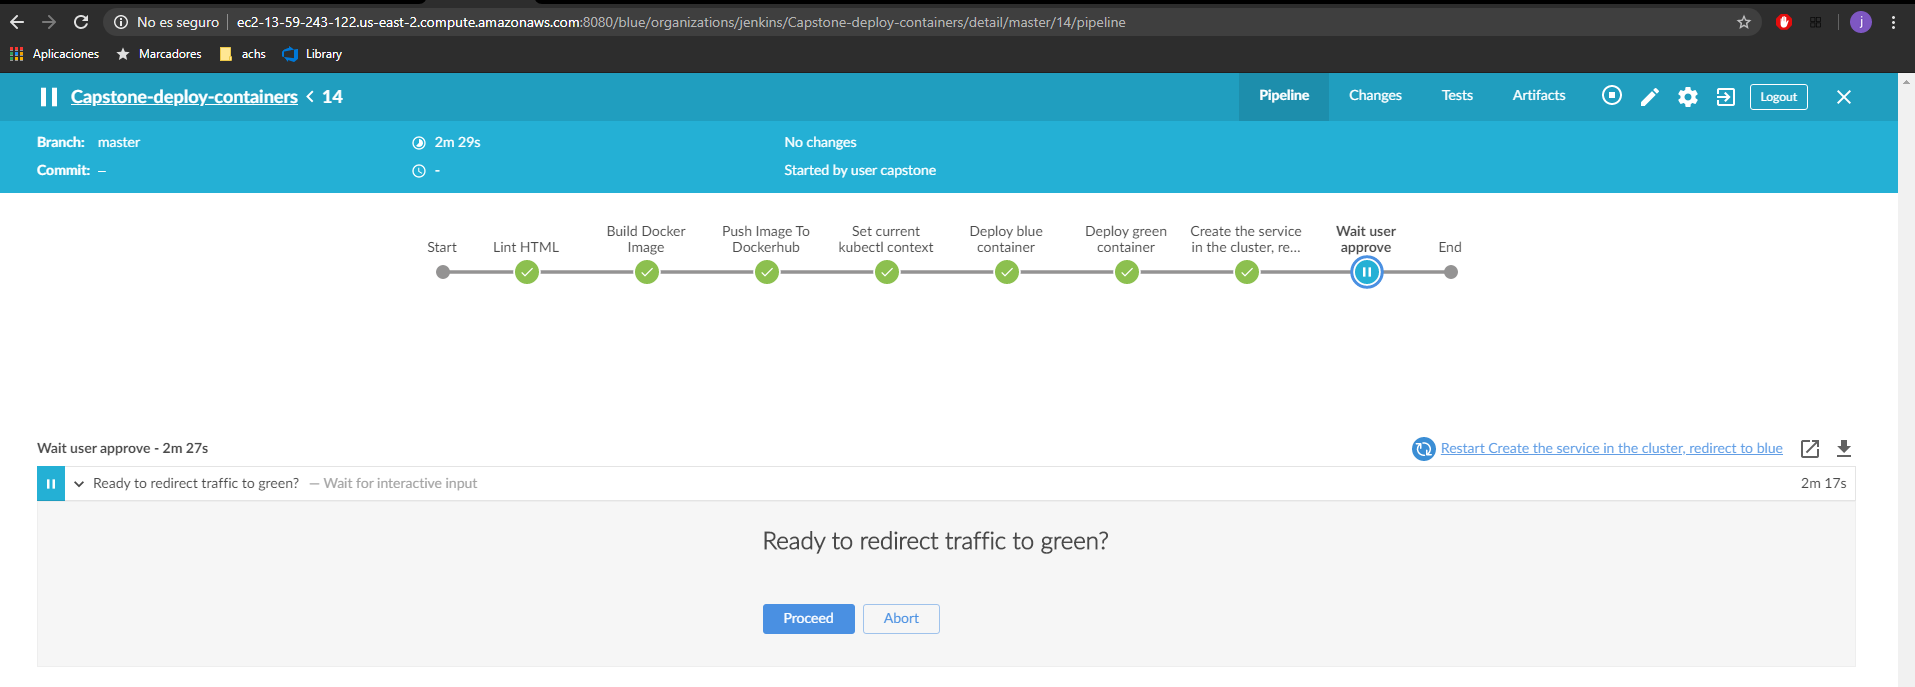 No es seguro
ec2-13-59-243-122.us-east-2.compute.amazonaws.com:8080/blue/organizations/jenkins/Capstone-deploy-containers/detail/master/14/pipeline
j
Aplicaciones
Marcadores
achs
Library
Capstone-deploy-containers < 14
Pipeline
Changes
Tests
Artifacts
Logout
Branch: master
2m 29s
No changes
Commit: –
-
Started by user capstone
Start
Lint HTML
Build Docker
Image
Push Image To
Dockerhub
Set current
kubectl context
Deploy blue
container
Deploy green
container
Create the service
in the cluster, re...
Wait user
approve
End
Wait user approve - 2m 27s
Restart Create the service in the cluster, redirect to blue
Ready to redirect traffic to green? — Wait for interactive input
2m 17s
Ready to redirect traffic to green?
Proceed
Abort